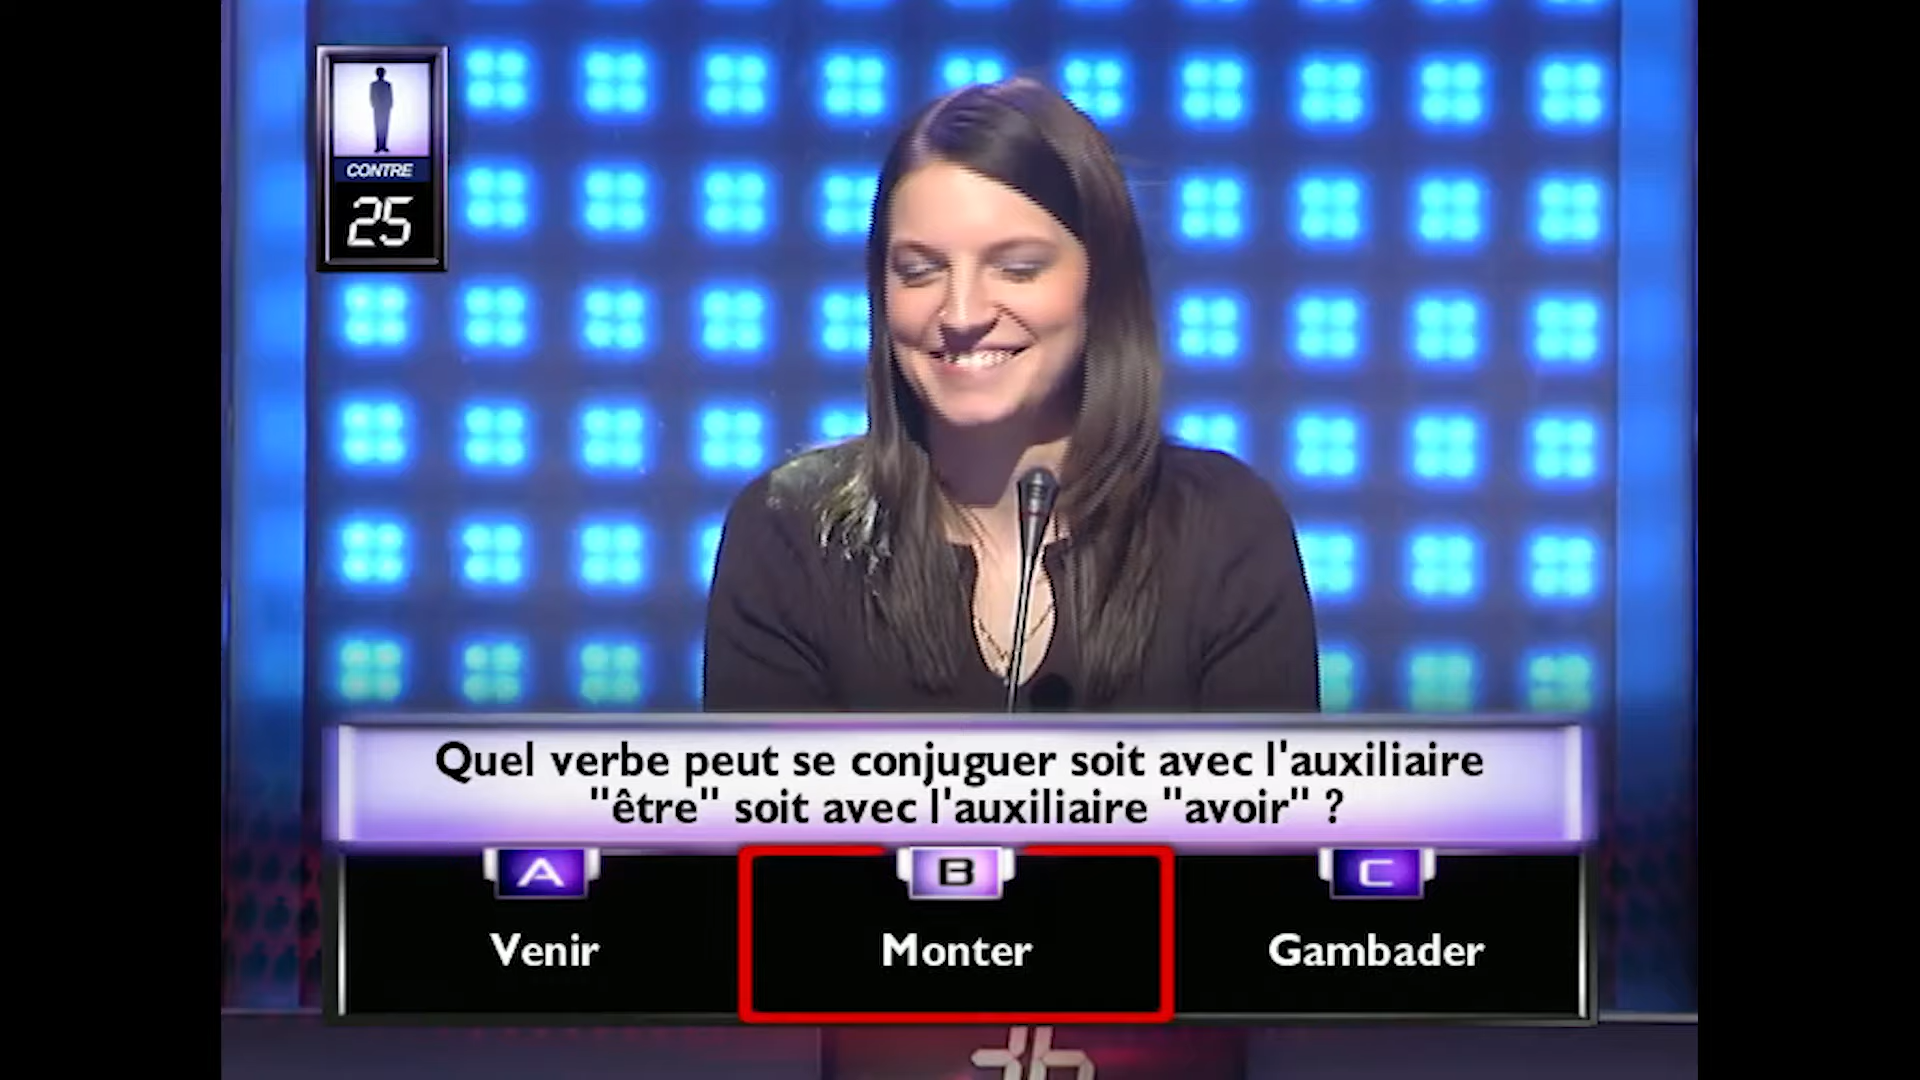 CONTRE
25
Quel verbe peut se conjuguer soit avec l'auxiliaire
"être" soit avec l'auxiliaire "avoir" ?
A
B
C
Venir
Monter
Gambader